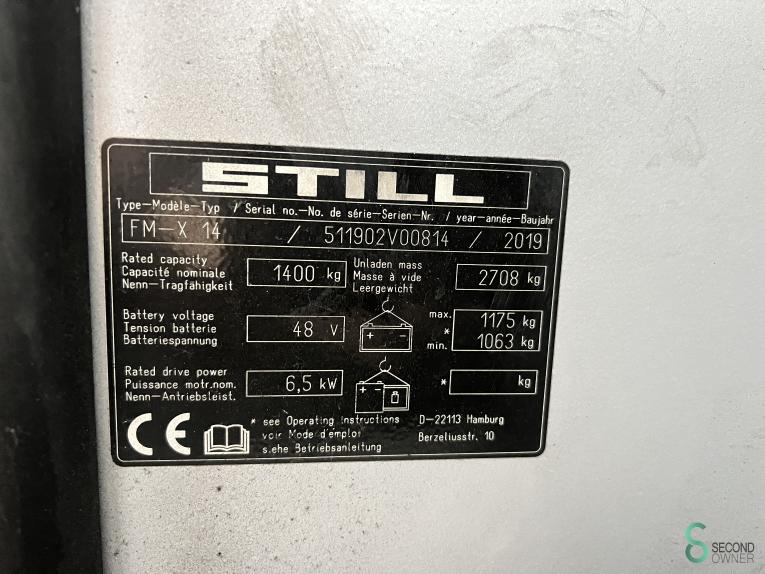 STILL
Type-Modèle-Typ / Serial no.-No. de série-Serien-Nr. / year-année-Baujahr
FM-X 14 / 511902V00814 / 2019
Rated capacity
Capacité nominale
Nenn-Tragfähigkeit
1400 kg
Unladen mass
Masse à vide
Leergewicht
2708 kg
Battery voltage
Tension batterie
Batteriespannung
48 V
+ -
max. 1175 kg
*
min. 1063 kg
Rated drive power
Puissance motr.nom.
Nenn-Antriebsleist.
6,5 kW
+
* kg
CE
* see Operating Instructions
voir Mode d'emploi
s.ehe Betriebsanleitung
D-22113 Hamburg
Berzeliusstr. 10
SECOND
OWNER